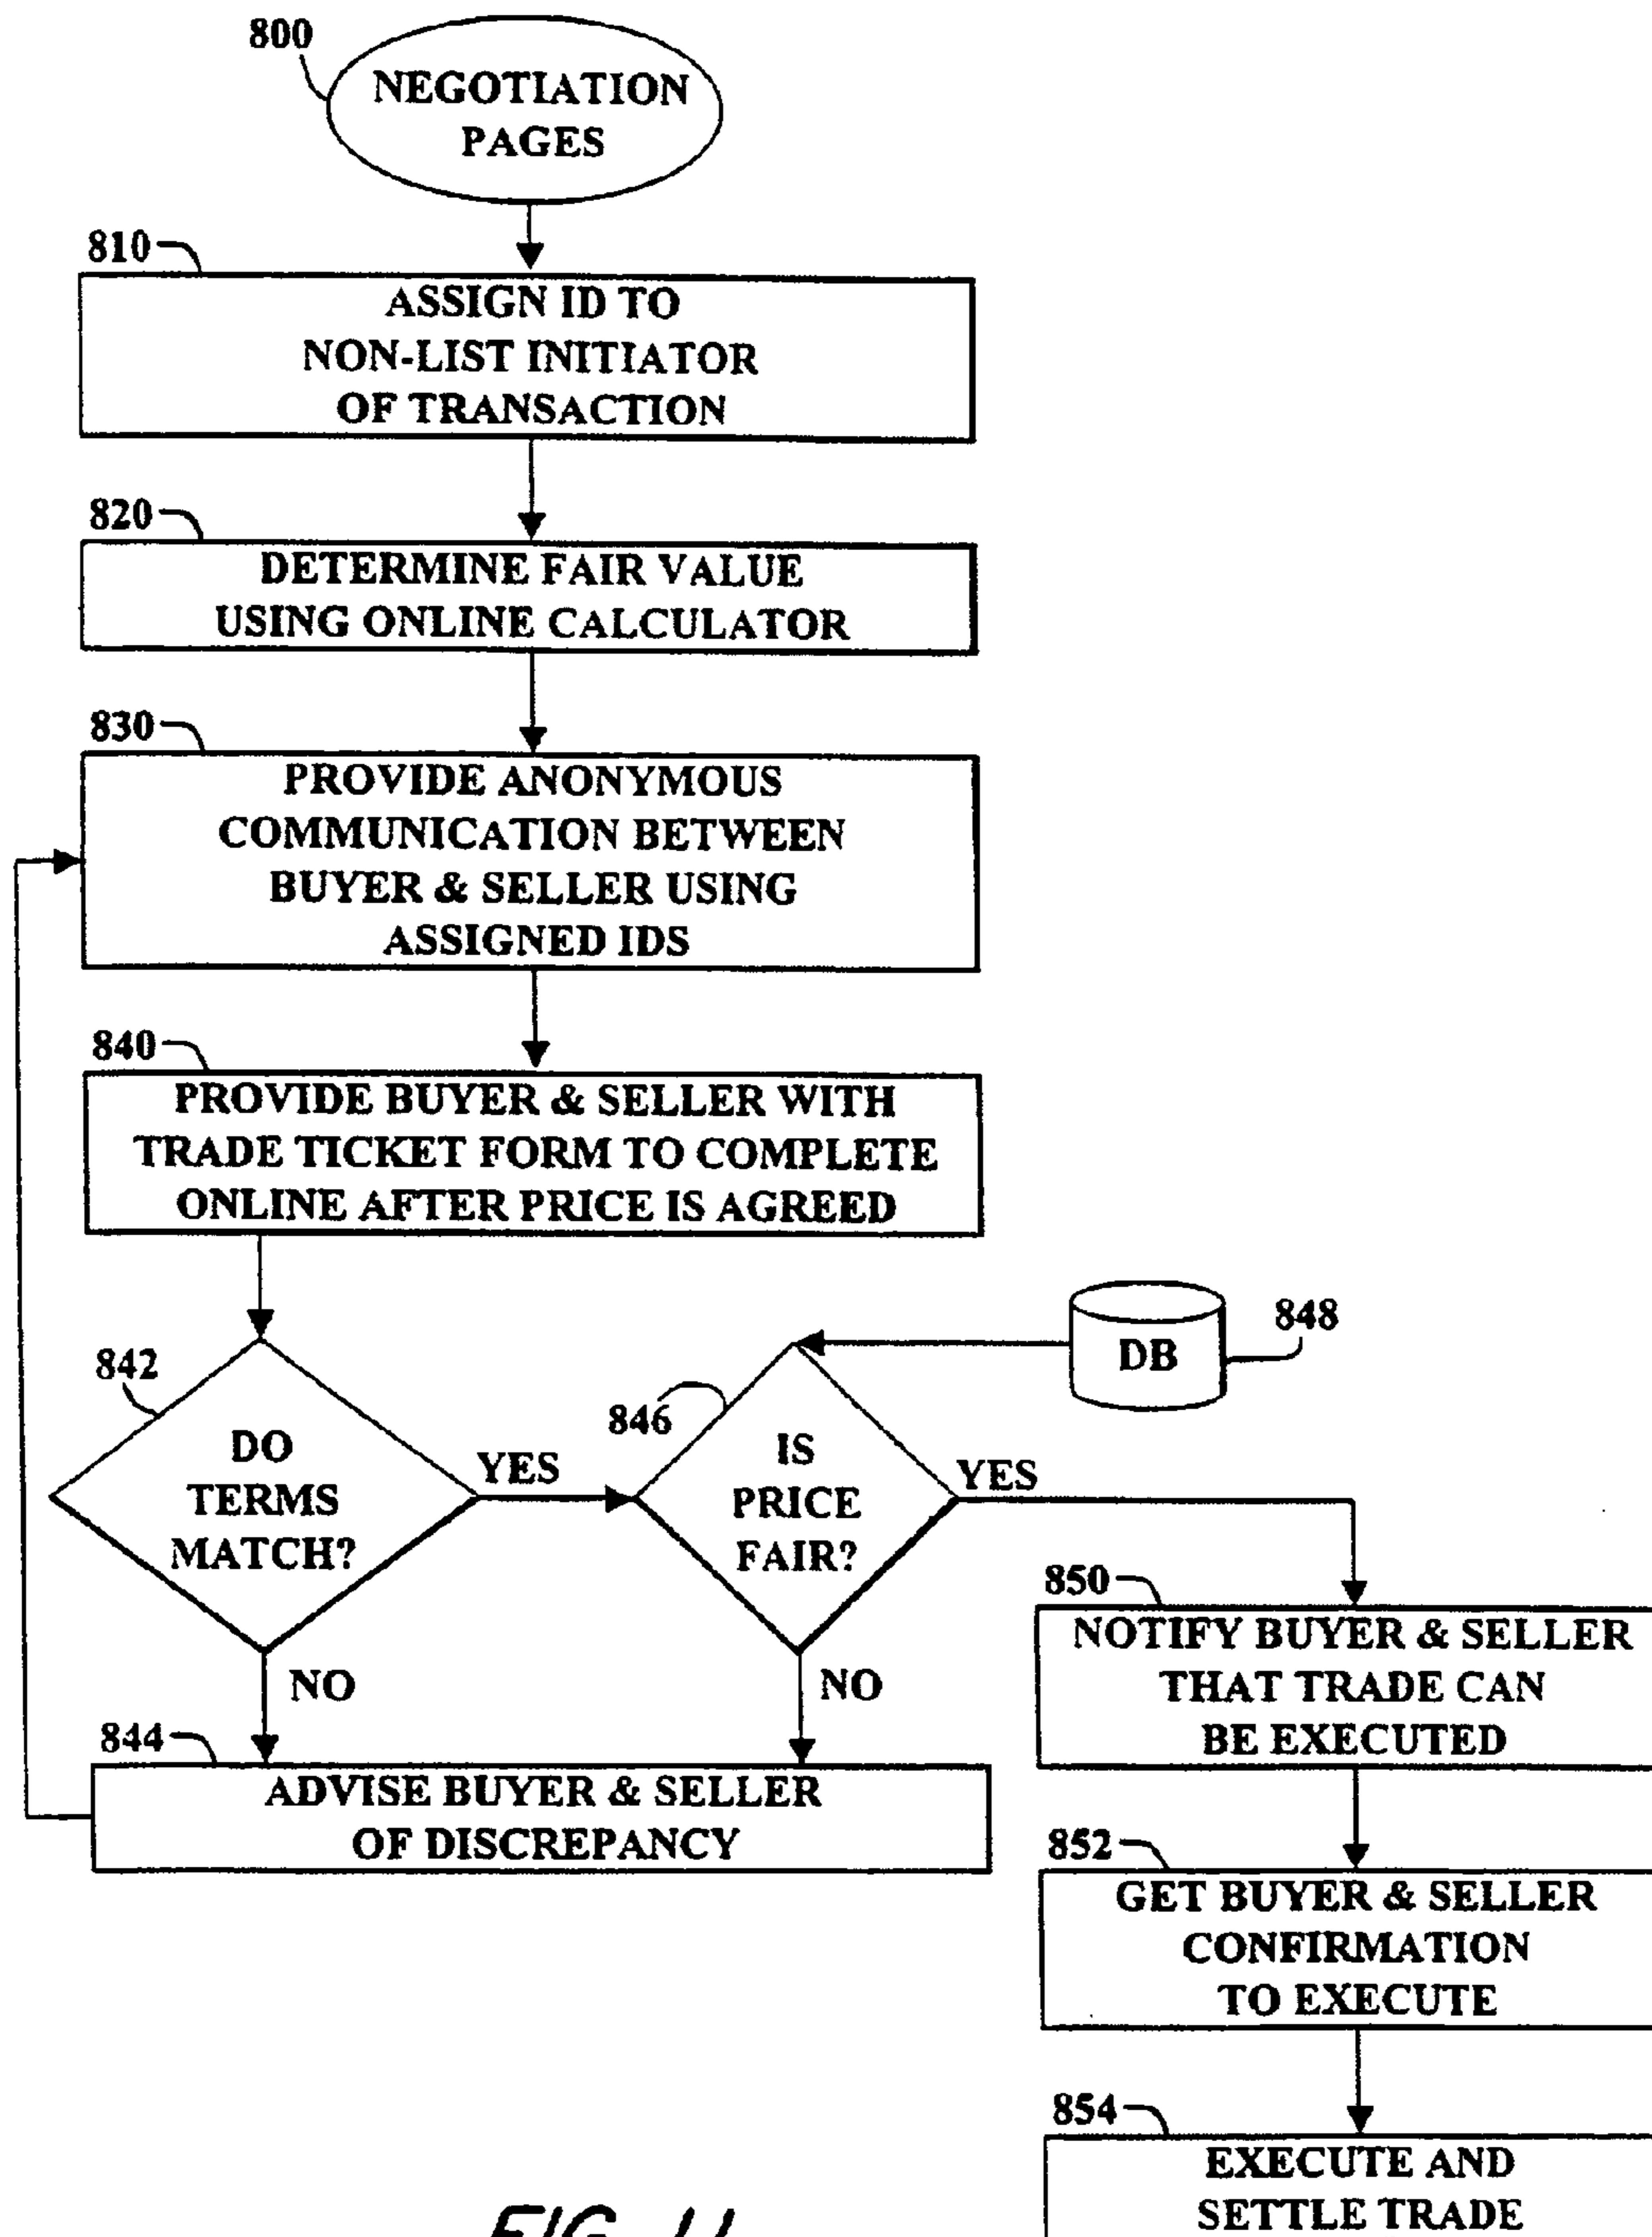 800
NEGOTIATION
PAGES
810
ASSIGN ID TO
NON-LIST INITIATOR
OF TRANSACTION
820
DETERMINE FAIR VALUE
USING ONLINE CALCULATOR
830
PROVIDE ANONYMOUS
COMMUNICATION BETWEEN
BUYER & SELLER USING
ASSIGNED IDS
840
PROVIDE BUYER & SELLER WITH
TRADE TICKET FORM TO COMPLETE
ONLINE AFTER PRICE IS AGREED
842
DO
TERMS
MATCH?
YES
NO
846
IS
PRICE
FAIR?
YES
NO
DB
848
844
ADVISE BUYER & SELLER
OF DISCREPANCY
850
NOTIFY BUYER & SELLER
THAT TRADE CAN
BE EXECUTED
852
GET BUYER & SELLER
CONFIRMATION
TO EXECUTE
854
EXECUTE AND
SETTLE TRADE
FIG. 11